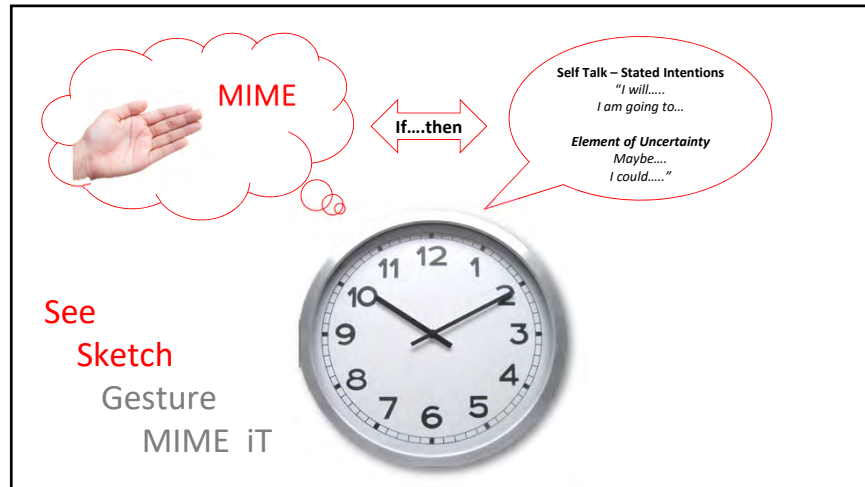 MIME
If....then
Self Talk – Stated Intentions
“I will…..
I am going to…
Element of Uncertainty
Maybe….
I could…..”
See
Sketch
Gesture
MIME iT
12
11
1
10
2
9
3
8
4
7
5
6